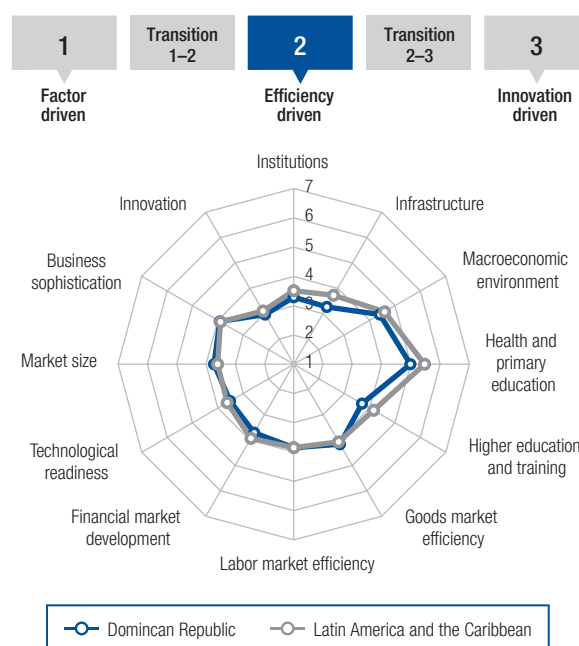 1
Transition
1–2
2
Transition
2–3
3
Factor
driven
Efficiency
driven
Innovation
driven
Institutions
Infrastructure
Macroeconomic
environment
Health and
primary
education
Higher education
and training
Goods market
efficiency
Labor market efficiency
Financial market
development
Technological
readiness
Market size
Business
sophistication
Innovation
7
6
5
4
3
2
1
Domincan Republic
Latin America and the Caribbean